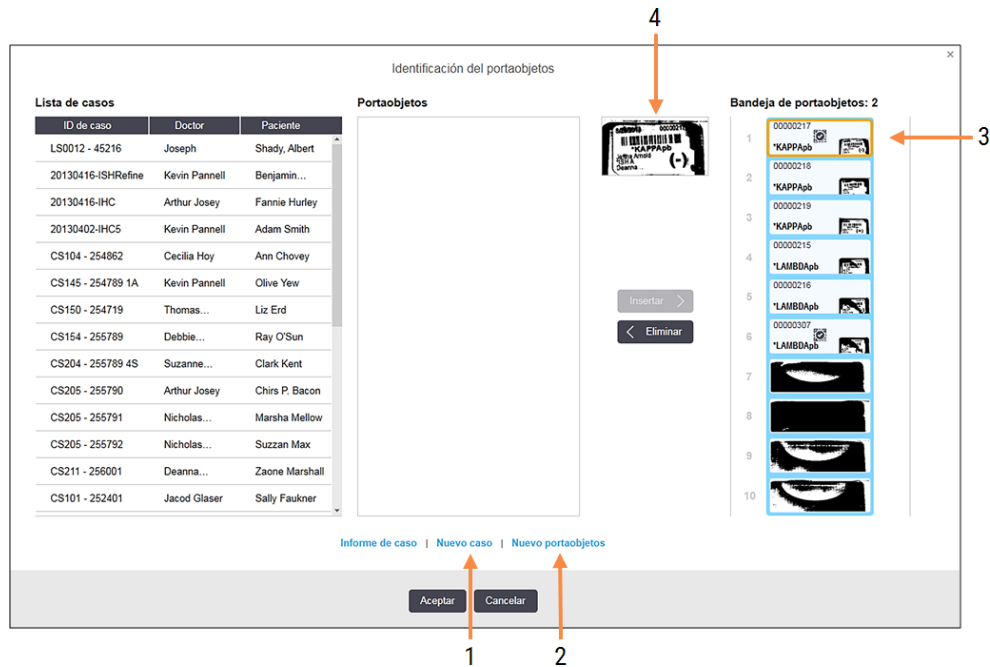 4
Identificación del portaobjetos
×
Lista de casos
Portaobjetos
Bandeja de portaobjetos: 2
ID de caso Doctor Paciente
LS0012 - 45216 Joseph Shady, Albert
20130416-ISHRefine Kevin Pannell Benjamin...
20130416-IHC Arthur Josey Fannie Hurley
20130402-IHC5 Kevin Pannell Adam Smith
CS104 - 254862 Cecilia Hoy Ann Chovey
CS145 - 254789 1A Kevin Pannell Olive Yew
CS150 - 254719 Thomas... Liz Erd
CS154 - 255789 Debbie... Ray O'Sun
CS204 - 255789 4S Suzanne... Clark Kent
CS205 - 255790 Arthur Josey Chirs P. Bacon
CS205 - 255791 Nicholas... Marsha Mellow
CS205 - 255792 Nicholas... Suzzan Max
CS211 - 256001 Deanna... Zaone Marshall
CS101 - 252401 Jacod Glaser Sally Faukner
*KAPPApb
Arnold
(-)
Deanna...
Insertar
Eliminar
1 00000217
*KAPPApb
2 00000218
*KAPPApb
3 00000219
*KAPPApb
4 00000215
*LAMBDApb
5 00000216
*LAMBDApb
6 00000307
*LAMBDApb
7
8
9
10
3
Informe de caso | Nuevo caso | Nuevo portaobjetos
Aceptar Cancelar
1 2